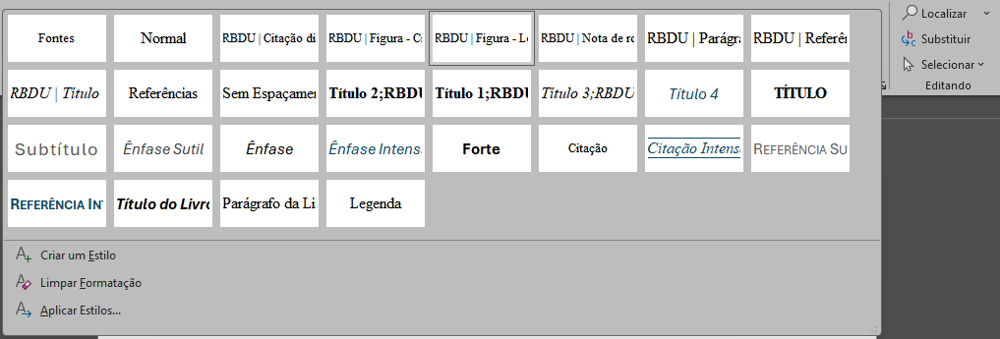 Fontes Normal RBDU | Citação di RBDU | Figura - C RBDU | Figura - Le RBDU | Nota de ro RBDU | Parágra RBDU | Referê
RBDU | Título Referências Sem Espaçamen Título 2;RBDU Título 1;RBDU Título 3;RBDU Título 4 TÍTULO
Subtítulo Ênfase Sutil Ênfase Ênfase Intens Forte Citação Citação Intens REFERÊNCIA SU
REFERÊNCIA IN Título do Livro Parágrafo da Li Legenda
Criar um Estilo
Limpar Formatação
Aplicar Estilos...
Localizar
Substituir
Selecionar
Editando